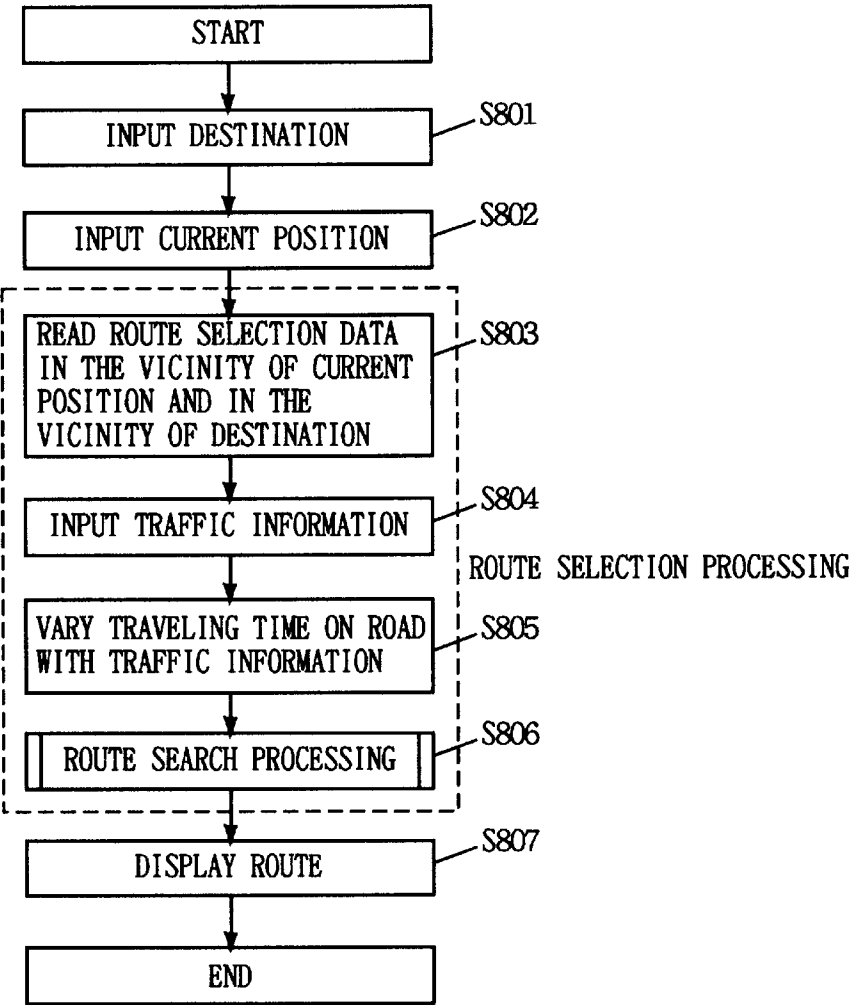 START
INPUT DESTINATION
S801
INPUT CURRENT POSITION
S802
READ ROUTE SELECTION DATA
IN THE VICINITY OF CURRENT
POSITION AND IN THE
VICINITY OF DESTINATION
S803
INPUT TRAFFIC INFORMATION
S804
ROUTE SELECTION PROCESSING
VARY TRAVELING TIME ON ROAD
WITH TRAFFIC INFORMATION
S805
ROUTE SEARCH PROCESSING
S806
DISPLAY ROUTE
S807
END